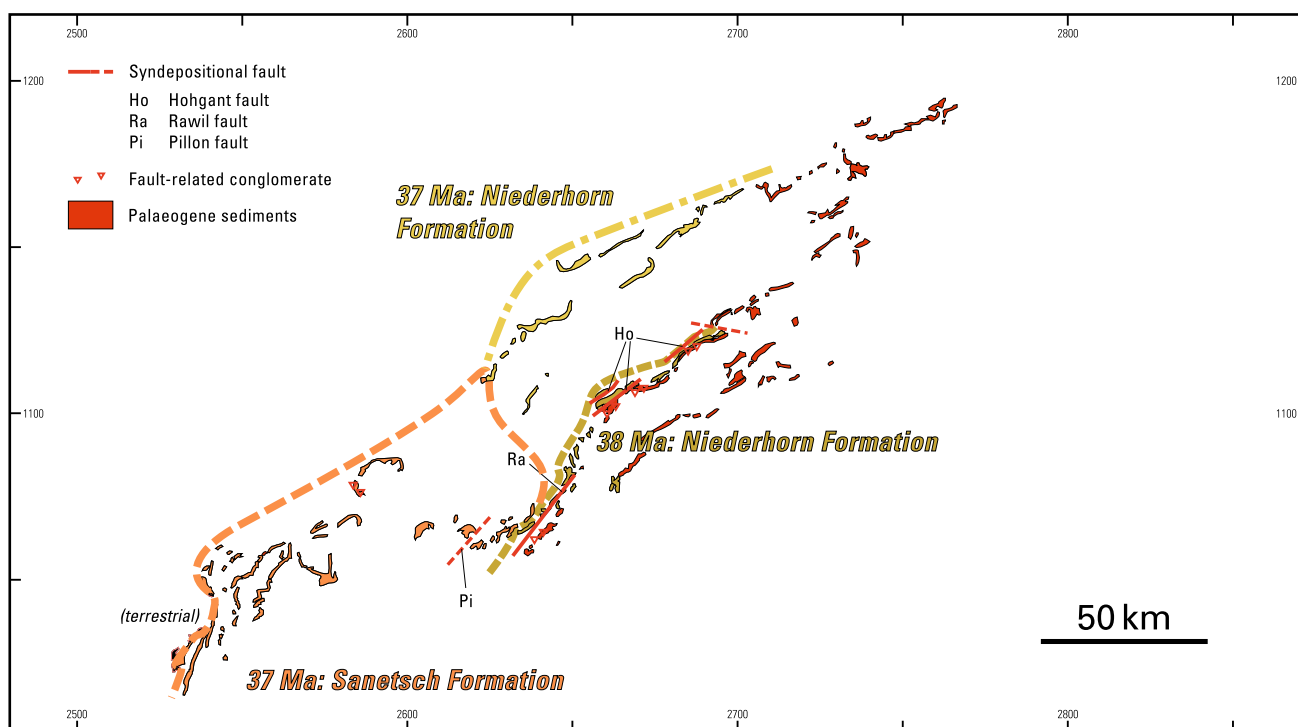 2500 2600 2700 2800
1200 1200
Syndepositional fault
Ho Hohgant fault
Ra Rawil fault
Pi Pillon fault
Fault-related conglomerate
Palaeogene sediments
37 Ma: Niederhorn
Formation
Ho
1100 1100
38 Ma: Niederhorn Formation
Ra
Pi
(terrestrial)
50 km
37 Ma: Sanetsch Formation
2500 2600 2700 2800